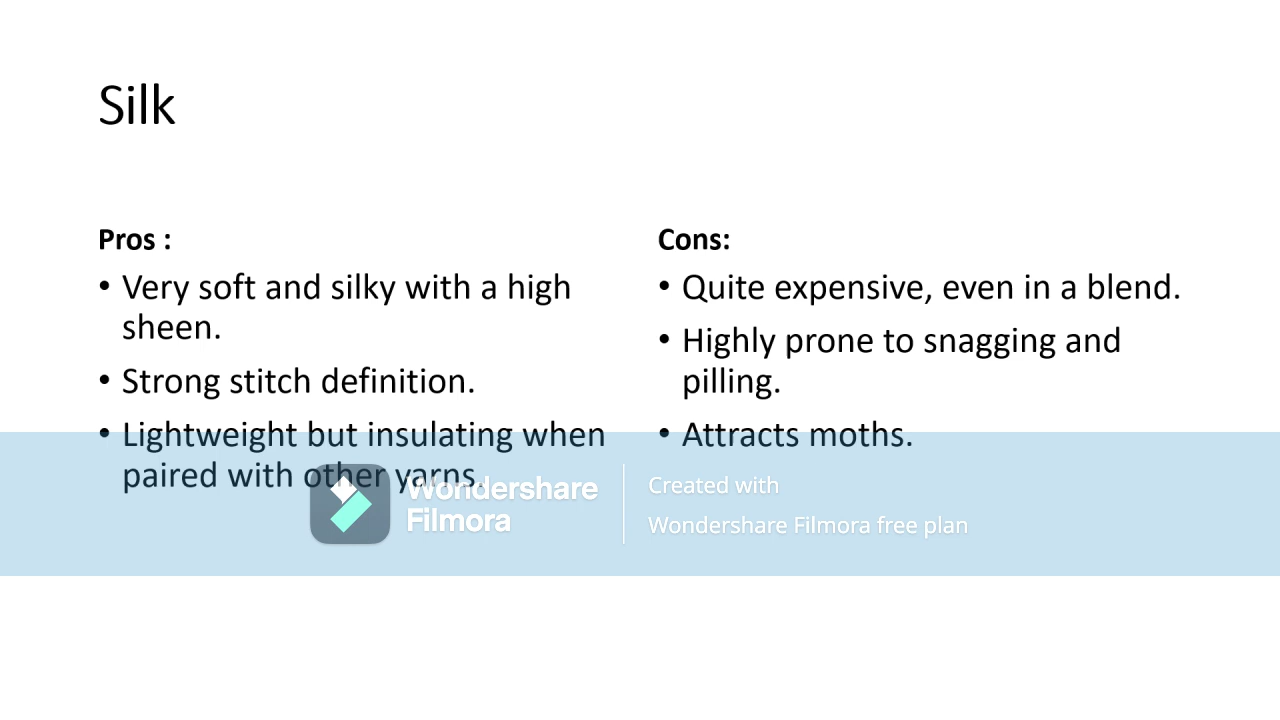 Silk
Pros :
• Very soft and silky with a high
sheen.
• Strong stitch definition.
• Lightweight but insulating when
paired with other yarns.
Cons:
• Quite expensive, even in a blend.
• Highly prone to snagging and
pilling.
• Attracts moths.
Wondershare
Filmora
Created with
Wondershare Filmora free plan